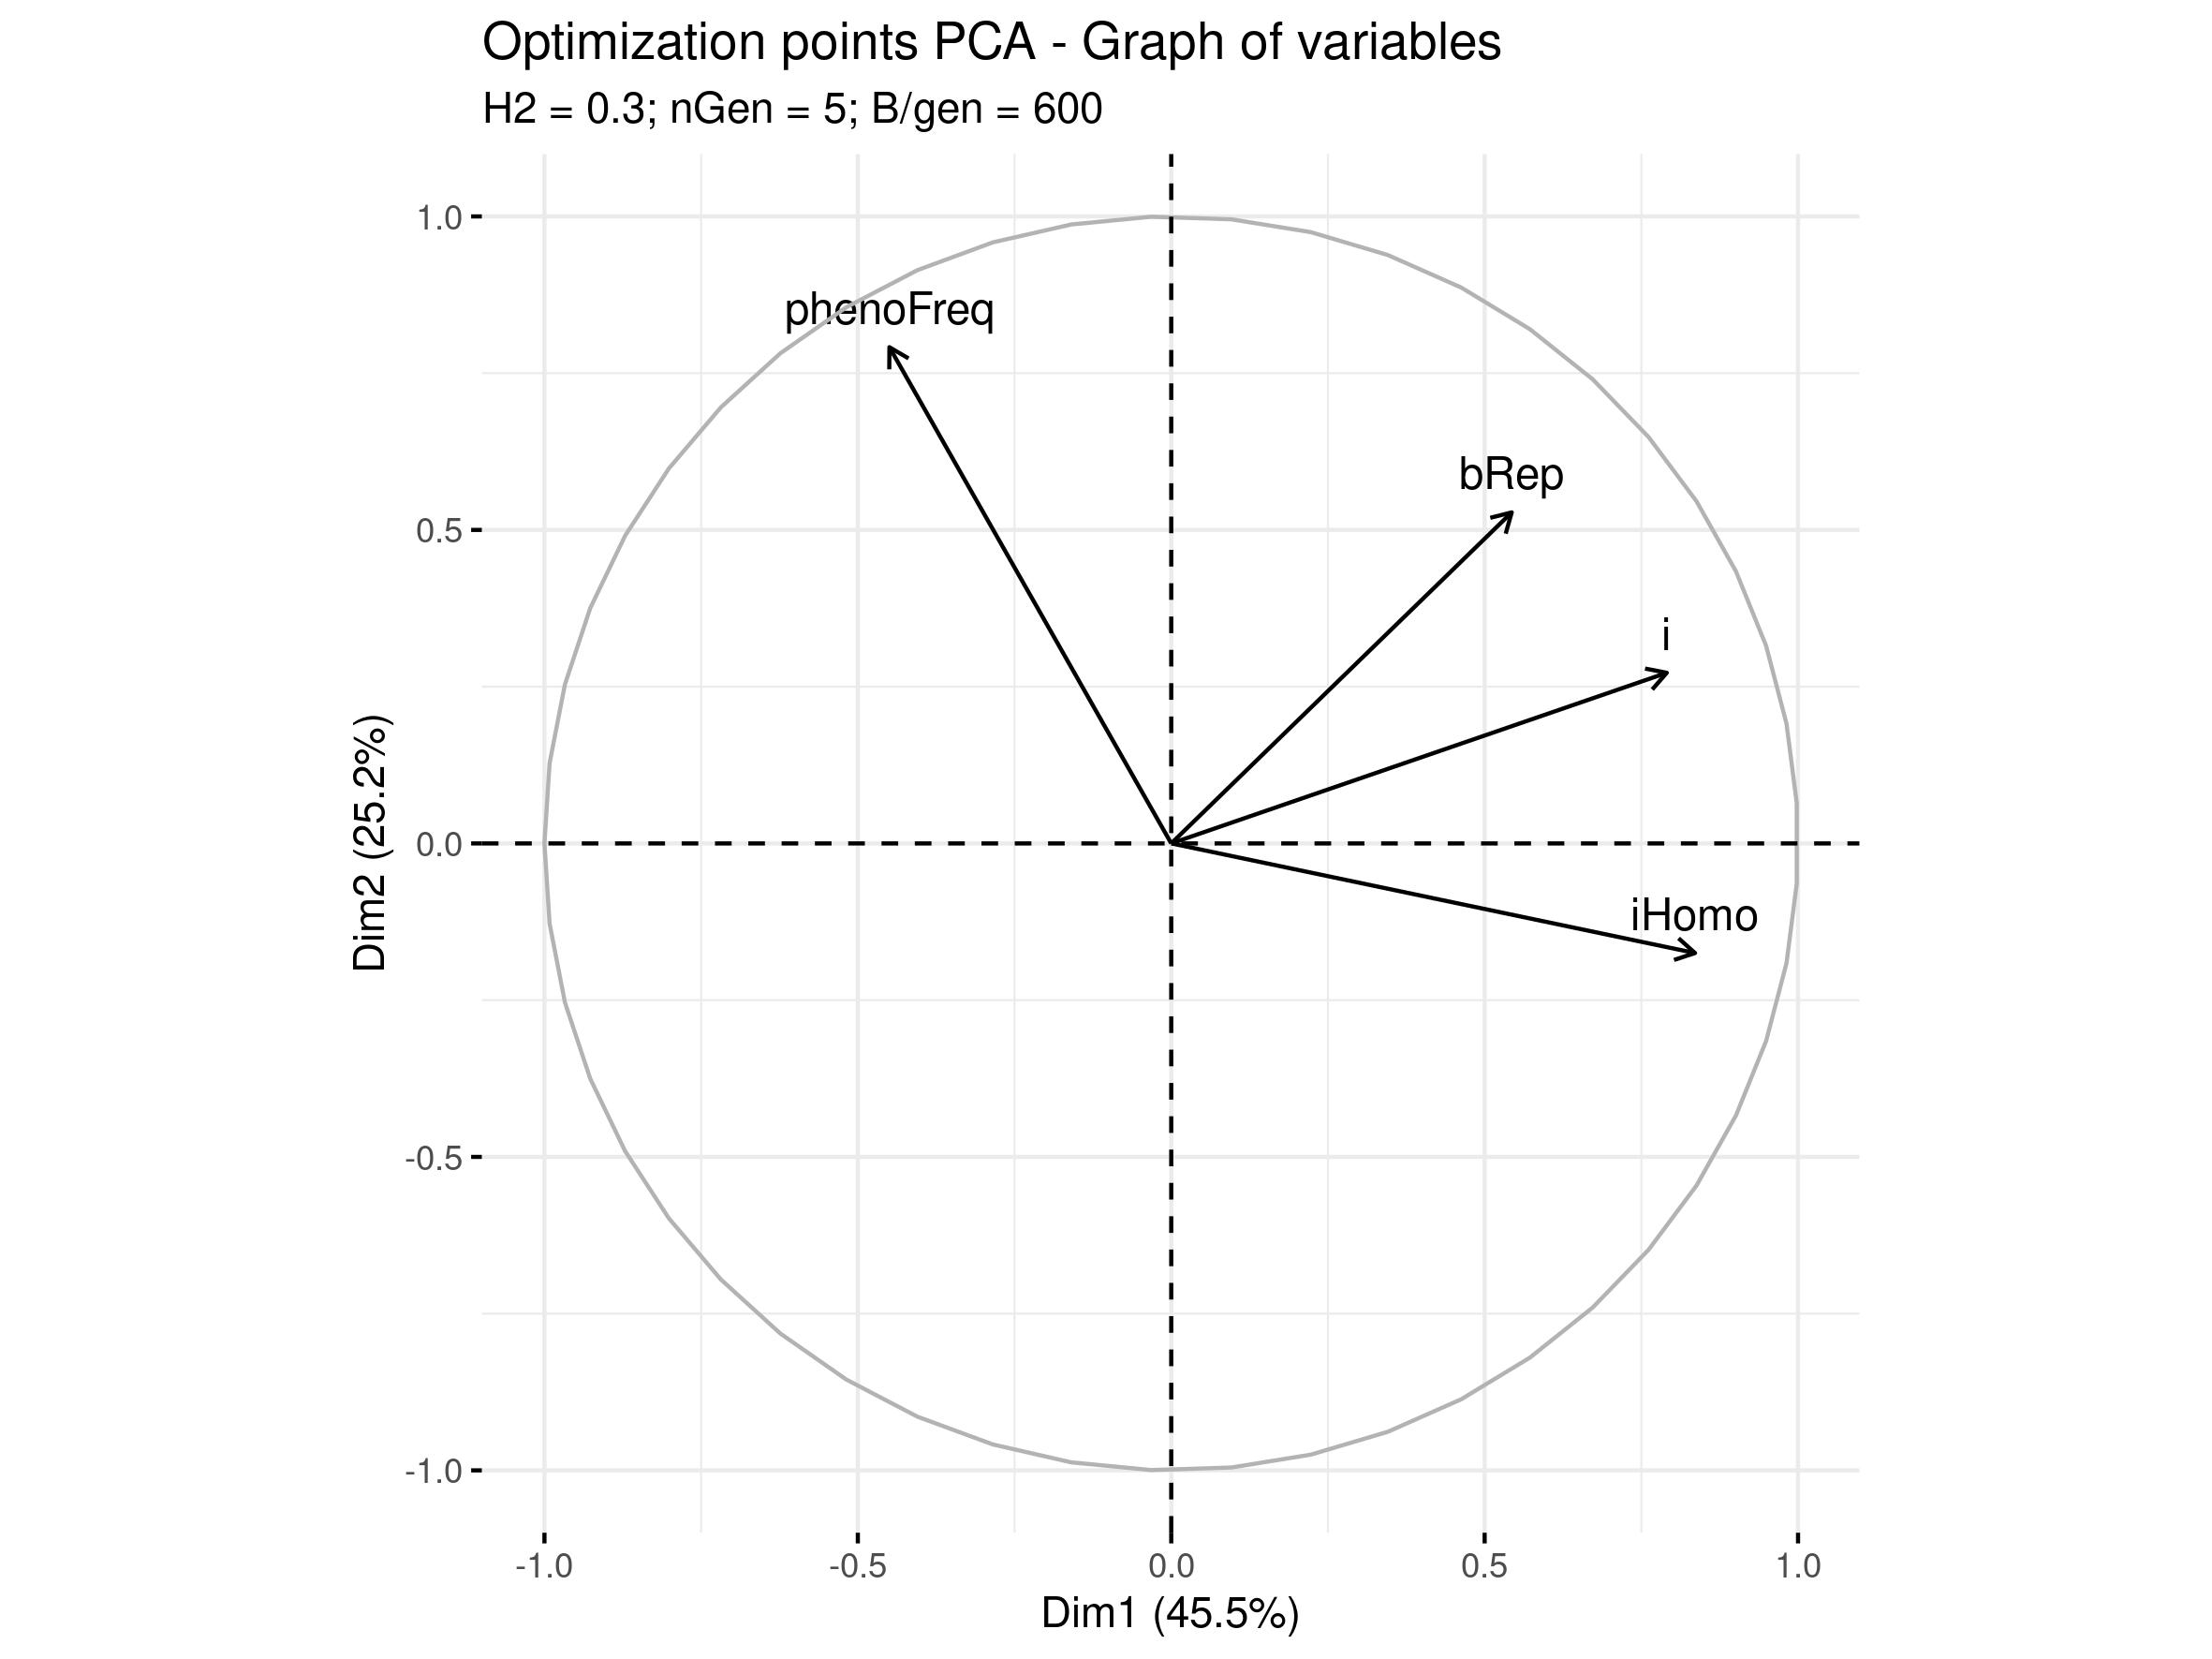 Optimization points PCA - Graph of variables
H2 = 0.3; nGen = 5; B/gen = 600
1.0
0.5
0.0
-0.5
-1.0
Dim2 (25.2%)
phenoFreq
bRep
i
iHomo
-1.0
-0.5
0.0
0.5
1.0
Dim1 (45.5%)